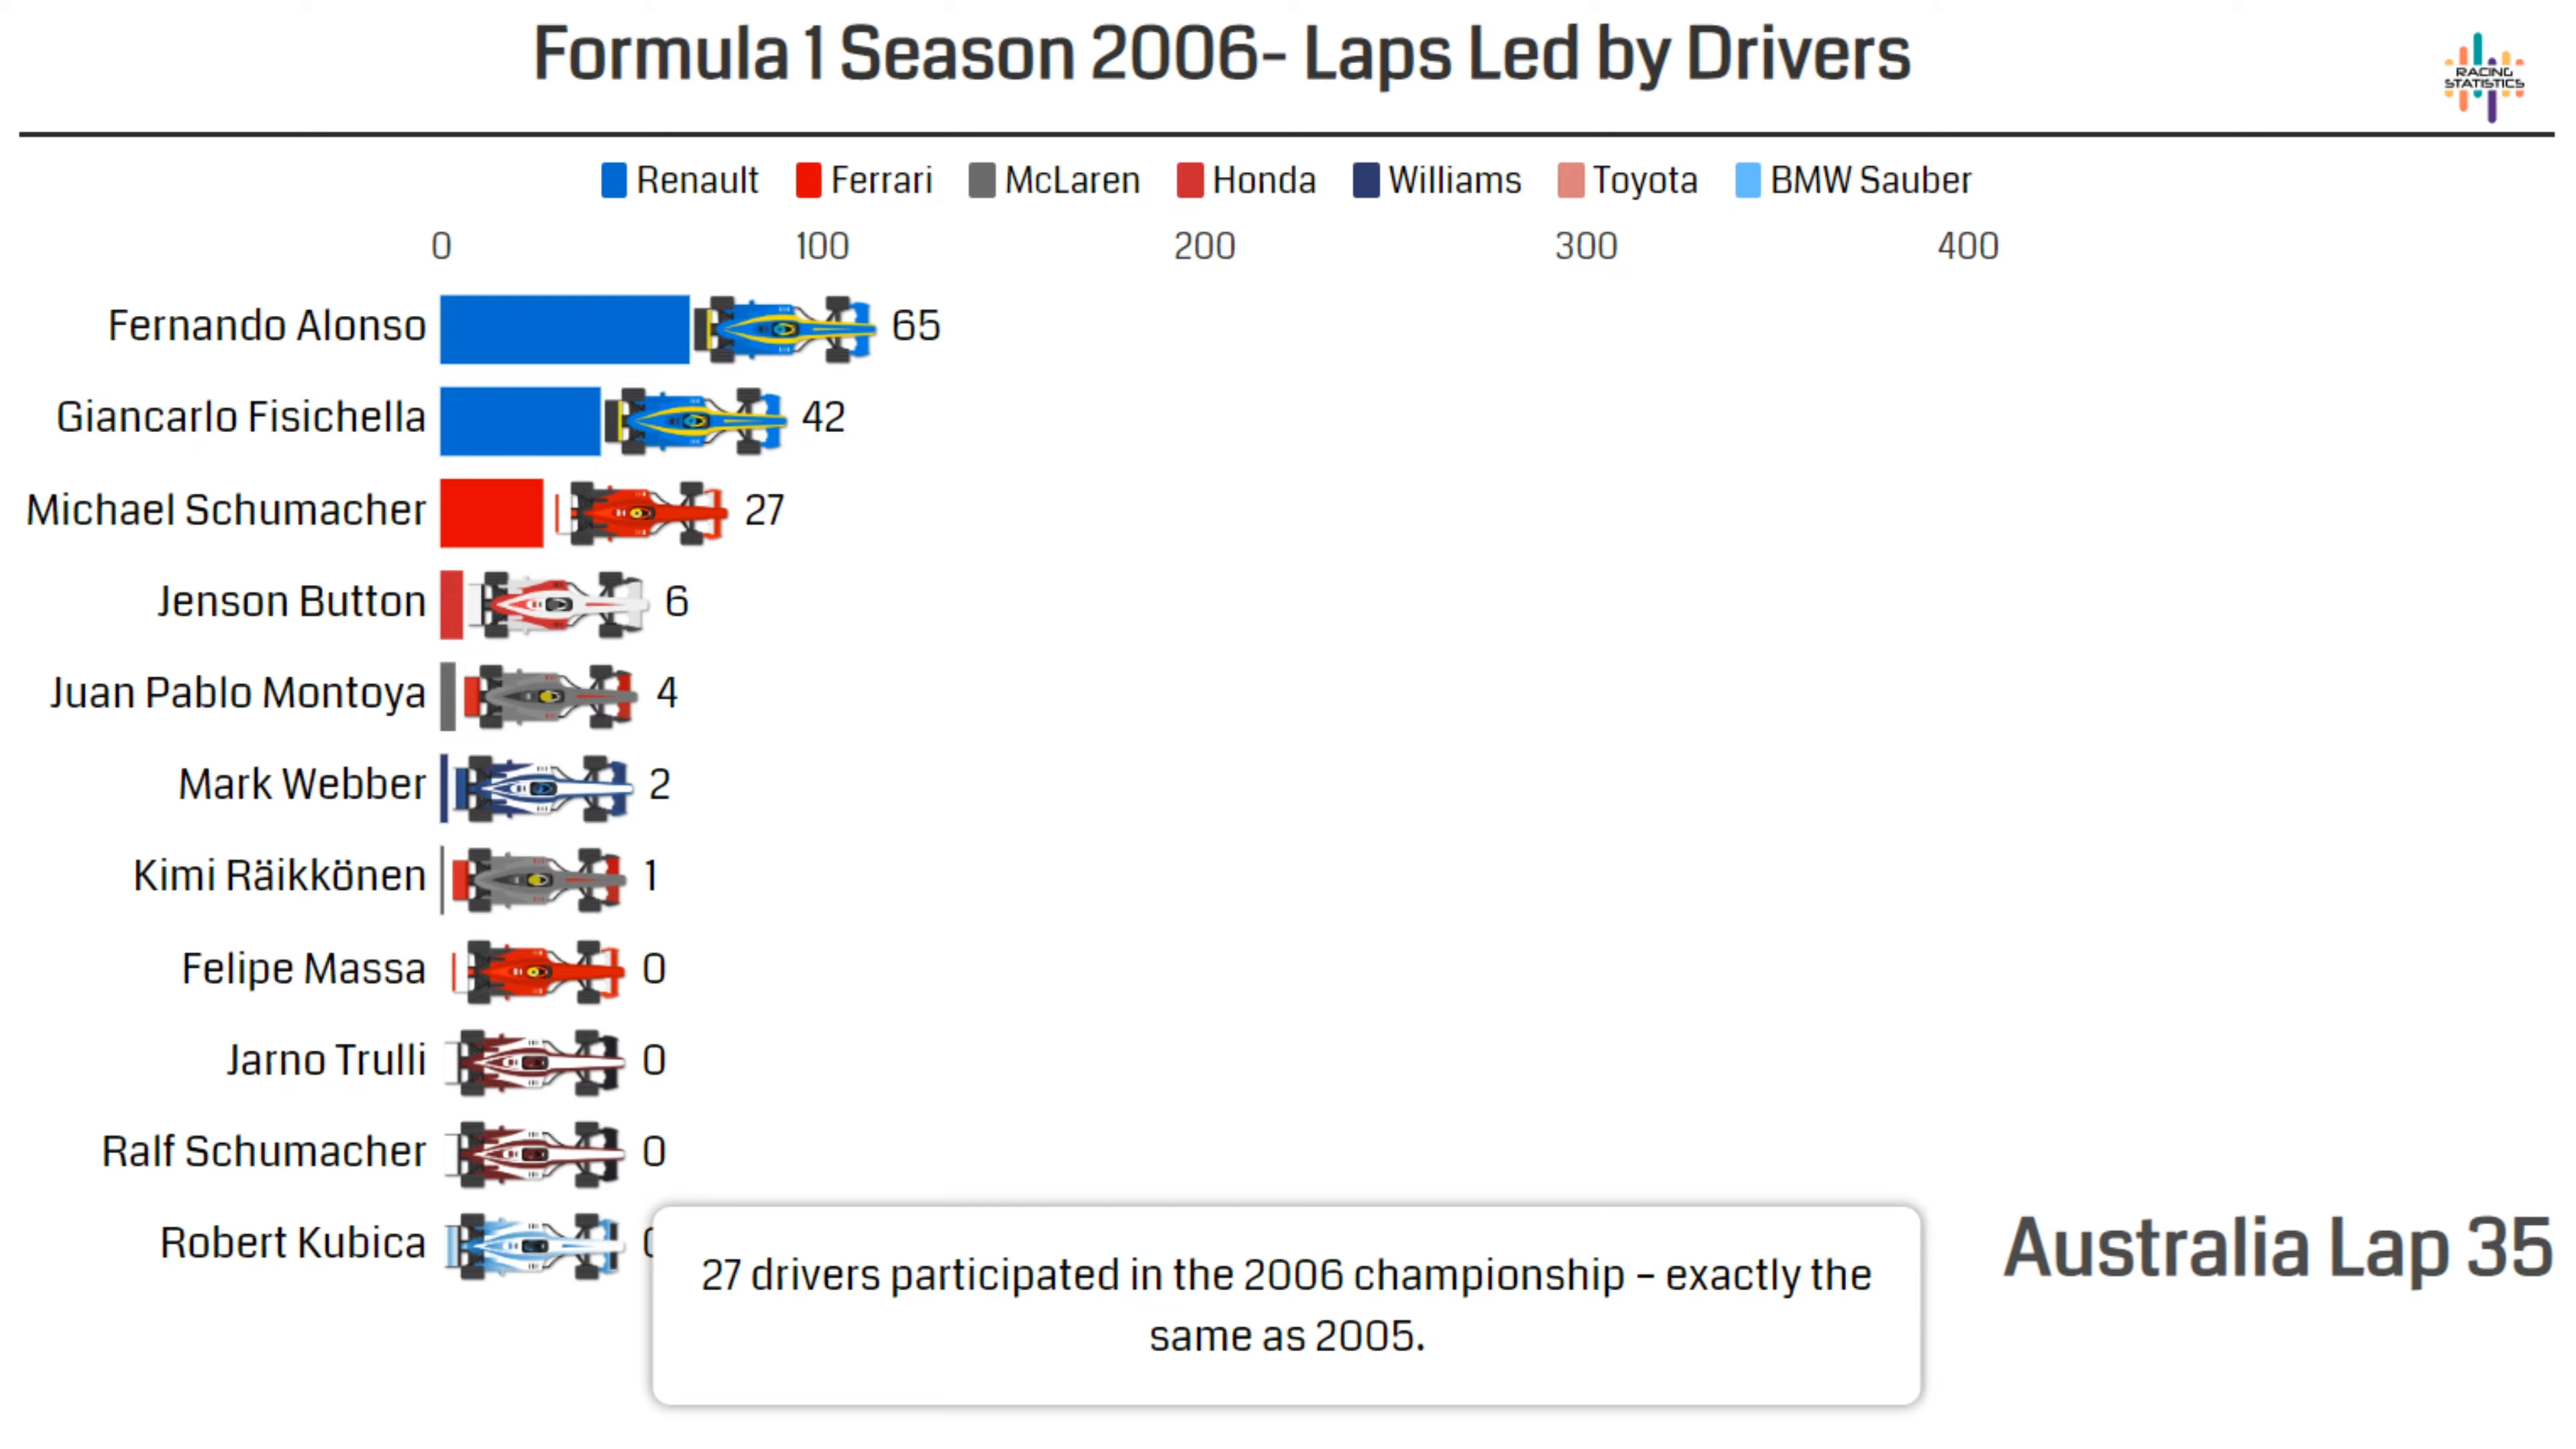 Formula 1 Season 2006- Laps Led by Drivers
RACING
STATISTICS
Renault Ferrari McLaren Honda Williams Toyota BMW Sauber
0 100 200 300 400
Fernando Alonso 65
Giancarlo Fisichella 42
Michael Schumacher 27
Jenson Button 6
Juan Pablo Montoya 4
Mark Webber 2
Kimi Räikkönen 1
Felipe Massa 0
Jarno Trulli 0
Ralf Schumacher 0
Robert Kubica
27 drivers participated in the 2006 championship – exactly the
same as 2005.
Australia Lap 35